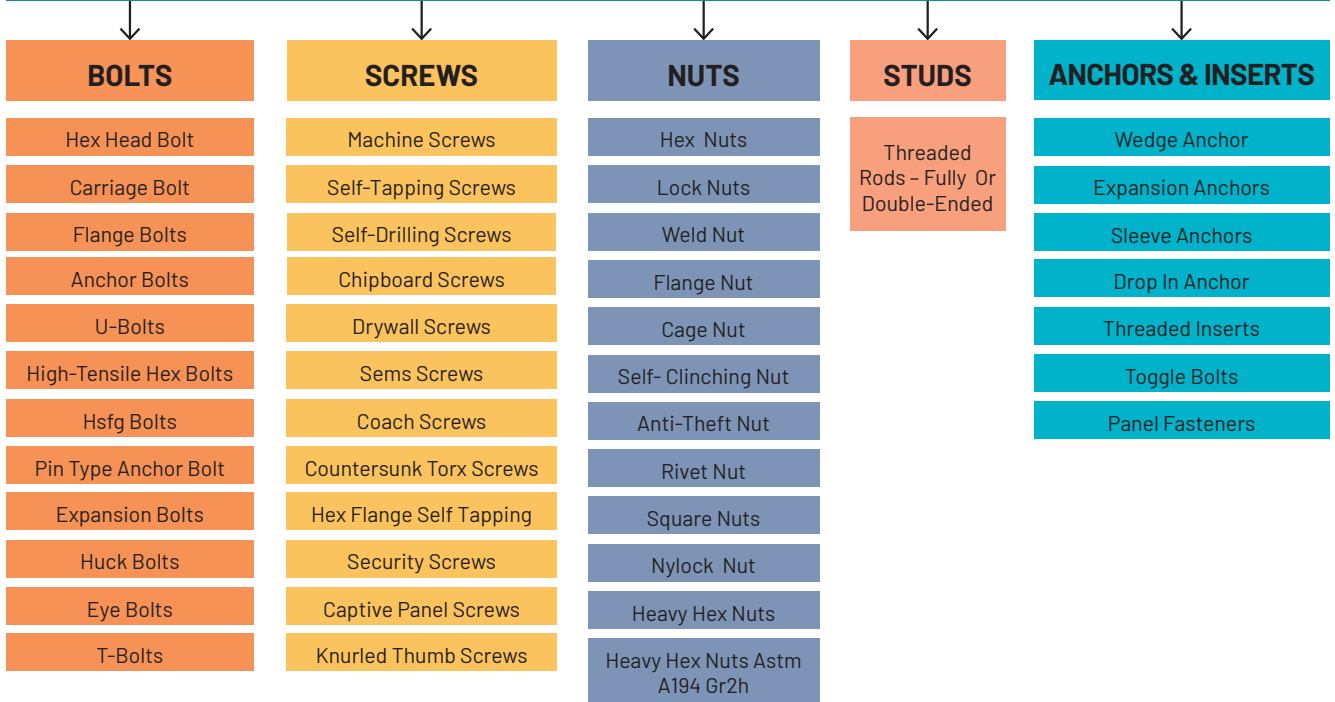 BOLTS
Hex Head Bolt
Carriage Bolt
Flange Bolts
Anchor Bolts
U-Bolts
High-Tensile Hex Bolts
Hsfg Bolts
Pin Type Anchor Bolt
Expansion Bolts
Huck Bolts
Eye Bolts
T-Bolts
SCREWS
Machine Screws
Self-Tapping Screws
Self-Drilling Screws
Chipboard Screws
Drywall Screws
Sems Screws
Coach Screws
Countersunk Torx Screws
Hex Flange Self Tapping
Security Screws
Captive Panel Screws
Knurled Thumb Screws
NUTS
Hex Nuts
Lock Nuts
Weld Nut
Flange Nut
Cage Nut
Self- Clinching Nut
Anti-Theft Nut
Rivet Nut
Square Nuts
Nylock Nut
Heavy Hex Nuts
Heavy Hex Nuts Astm
A194 Gr2h
STUDS
Threaded
Rods – Fully Or
Double-Ended
ANCHORS & INSERTS
Wedge Anchor
Expansion Anchors
Sleeve Anchors
Drop In Anchor
Threaded Inserts
Toggle Bolts
Panel Fasteners